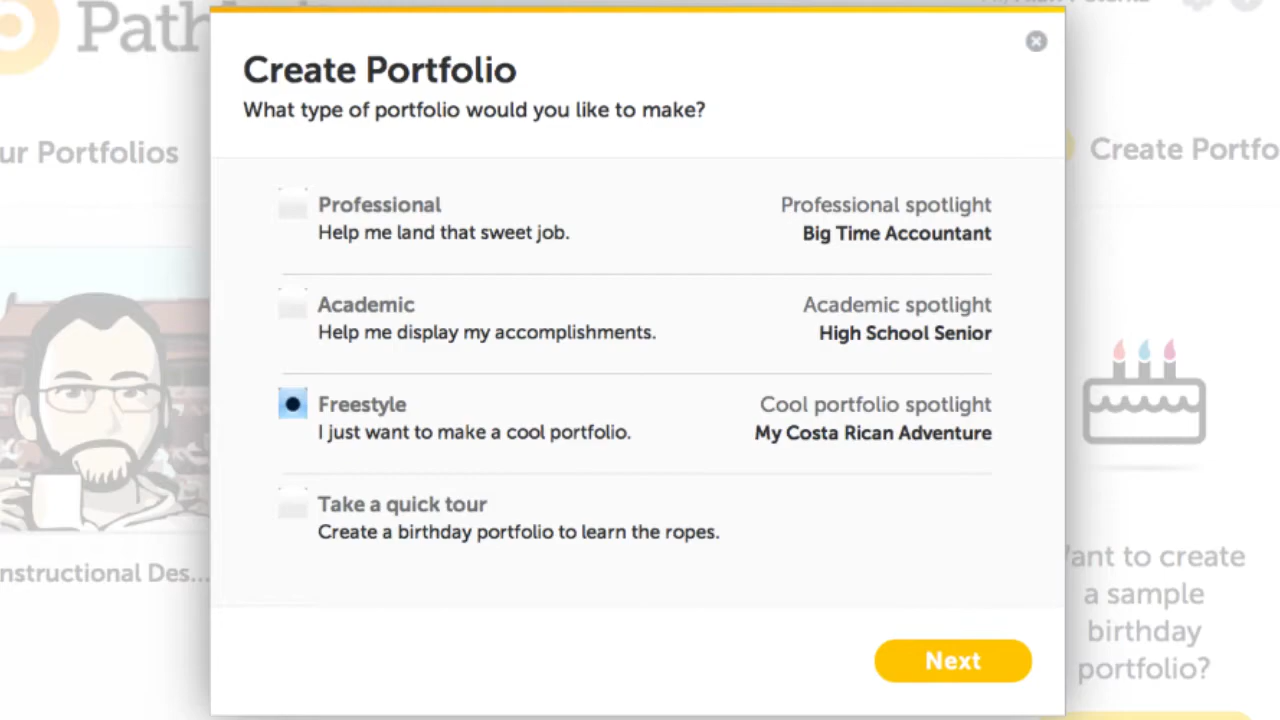 Create Portfolio
What type of portfolio would you like to make?
ur Portfolios
Create Portfo
Professional
Professional spotlight
Help me land that sweet job.
Big Time Accountant
Academic
Academic spotlight
Help me display my accomplishments.
High School Senior
Freestyle
Cool portfolio spotlight
I just want to make a cool portfolio.
My Costa Rican Adventure
Take a quick tour
Create a birthday portfolio to learn the ropes.
nstructional Des...
ant to create
a sample
birthday
portfolio?
Next